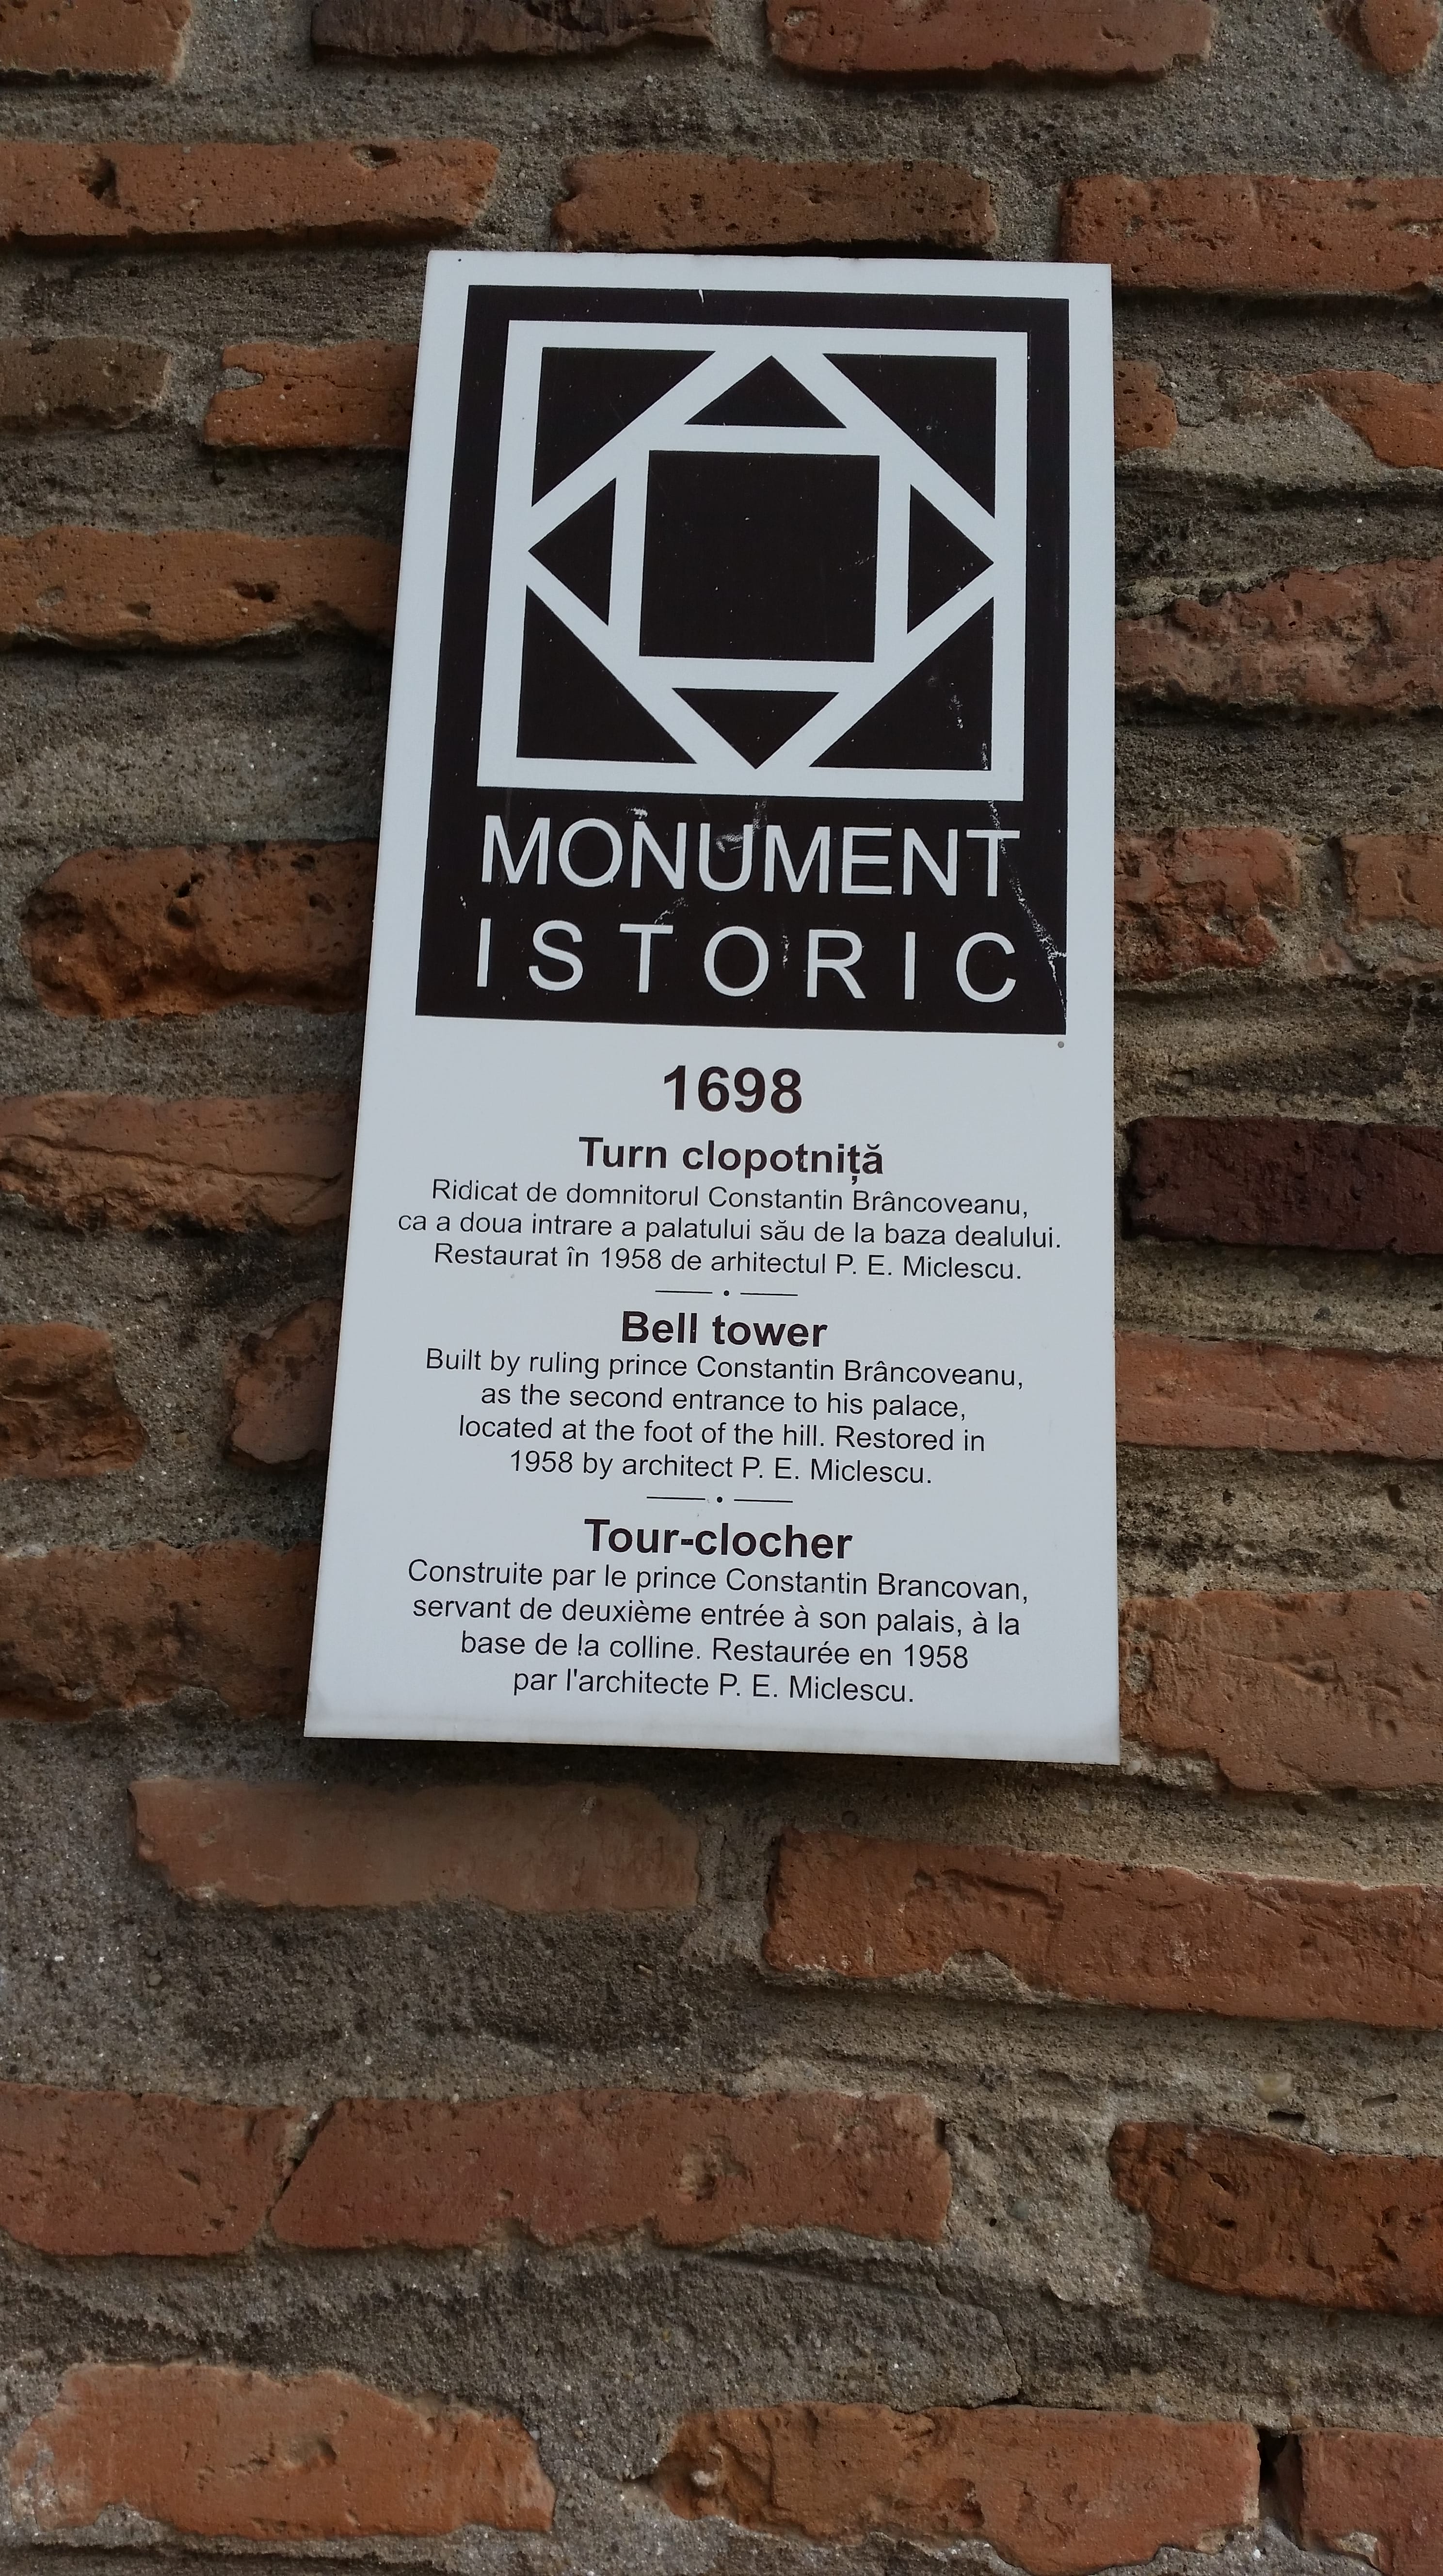 MONUMENT
ISTORIC
1698
Turn clopotniță
Ridicat de domnitorul Constantin Brâncoveanu,
ca a doua intrare a palatului său de la baza dealului.
Restaurat în 1958 de arhitectul P. E. Miclescu.
Bell tower
Built by ruling prince Constantin Brâncoveanu,
as the second entrance to his palace,
located at the foot of the hill. Restored in
1958 by architect P. E. Miclescu.
Tour-clocher
Construite par le prince Constantin Brancovan,
servant de deuxième entrée à son palais, à la
base de la colline. Restaurée en 1958
par l'architecte P. E. Miclescu.